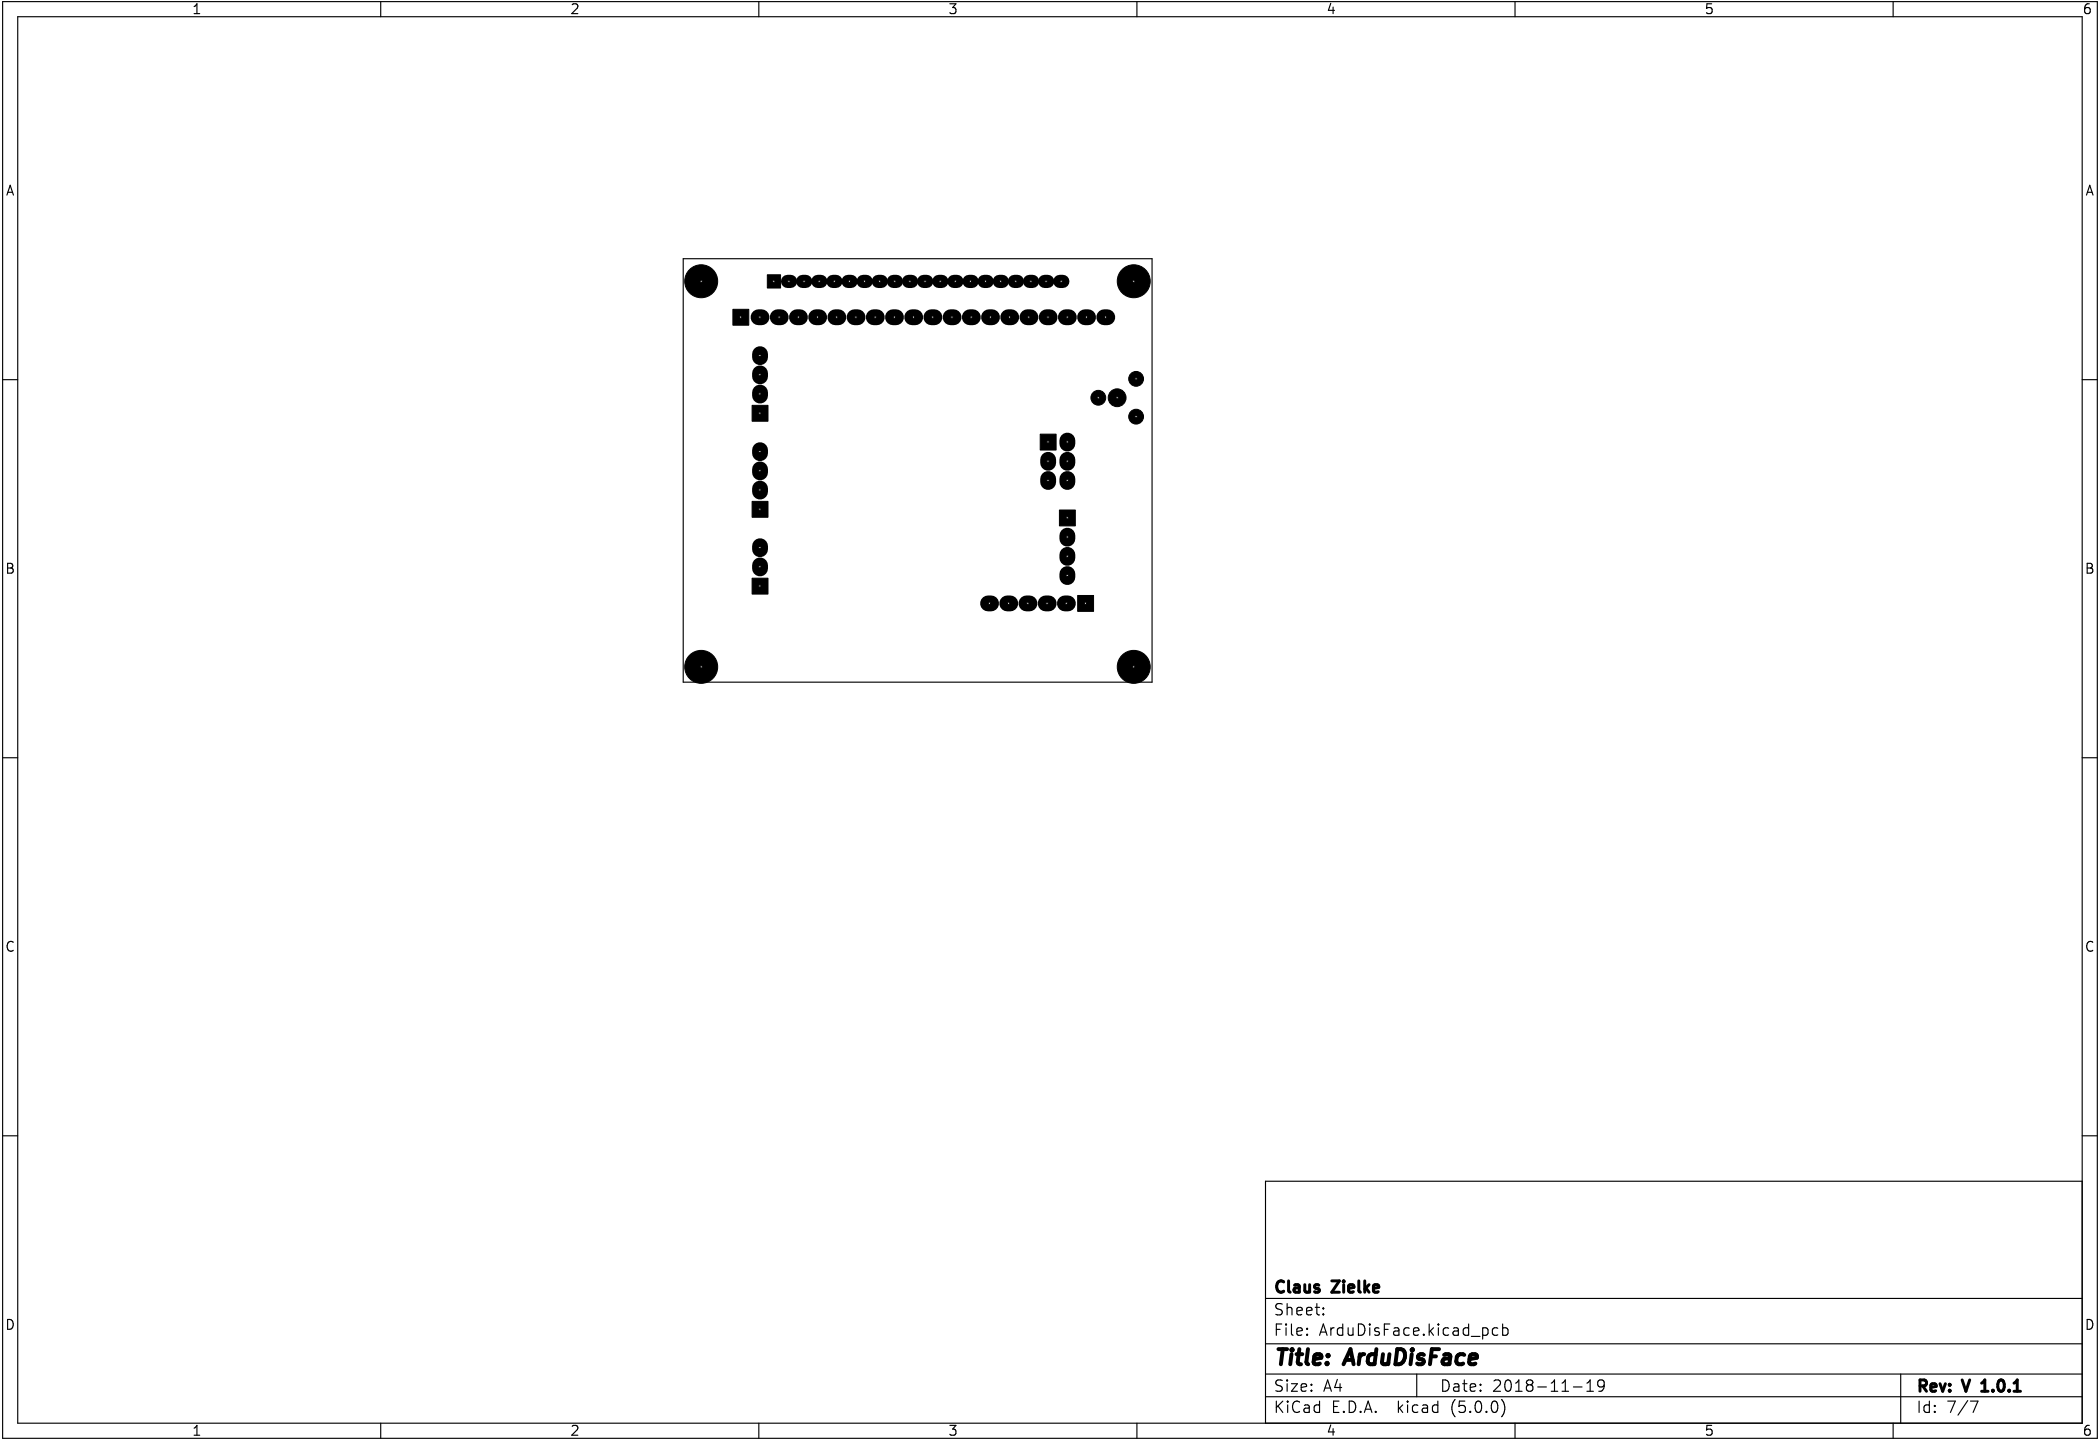 1 2 3 4 5 6
A A
B B
C C
Claus Zielke
Sheet:
File: ArduDisFace.kicad_pcb
D D
Title: ArduDisFace
Size: A4 Date: 2018-11-19 Rev: V 1.0.1
KiCad E.D.A. kicad (5.0.0) Id: 7/7
1 2 3 4 5 6